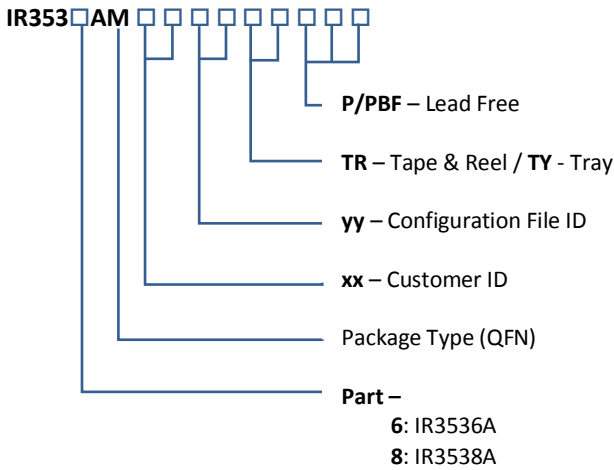 IR353□AM□□□□□□□□□
P/PBF – Lead Free
TR – Tape & Reel / TY - Tray
yy – Configuration File ID
xx – Customer ID
Package Type (QFN)
Part –
6: IR3536A
8: IR3538A